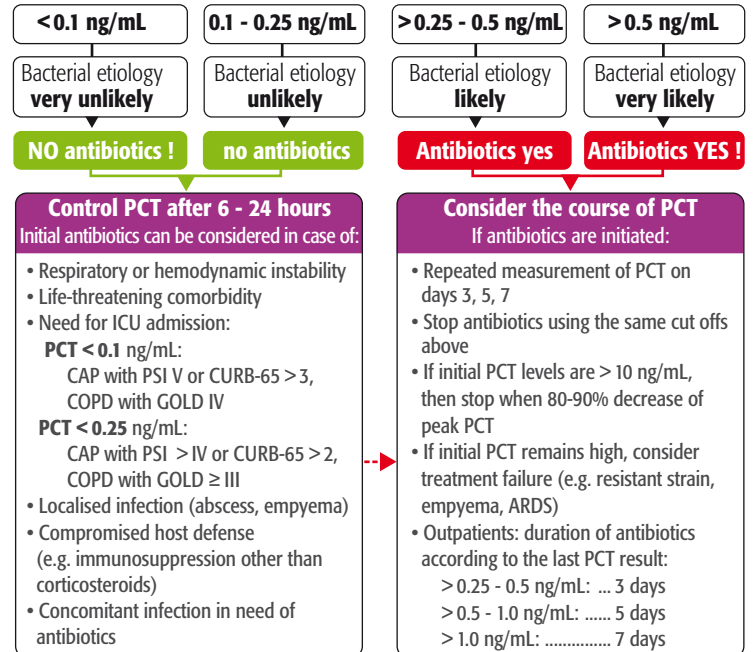 < 0.1 ng/mL
0.1 - 0.25 ng/mL
> 0.25 - 0.5 ng/mL
> 0.5 ng/mL
Bacterial etiology
very unlikely
Bacterial etiology
unlikely
Bacterial etiology
likely
Bacterial etiology
very likely
NO antibiotics !
no antibiotics
Antibiotics yes
Antibiotics YES !
Control PCT after 6 - 24 hours
Initial antibiotics can be considered in case of:
• Respiratory or hemodynamic instability
• Life-threatening comorbidity
• Need for ICU admission:
PCT < 0.1 ng/mL:
CAP with PSI V or CURB-65 > 3,
COPD with GOLD IV
PCT < 0.25 ng/mL:
CAP with PSI > IV or CURB-65 > 2,
COPD with GOLD ≥ III
• Localised infection (abscess, empyema)
• Compromised host defense
(e.g. immunosuppression other than
corticosteroids)
• Concomitant infection in need of
antibiotics
Consider the course of PCT
If antibiotics are initiated:
• Repeated measurement of PCT on
days 3, 5, 7
• Stop antibiotics using the same cut offs
above
• If initial PCT levels are > 10 ng/mL,
then stop when 80-90% decrease of
peak PCT
• If initial PCT remains high, consider
treatment failure (e.g. resistant strain,
empyema, ARDS)
• Outpatients: duration of antibiotics
according to the last PCT result:
> 0.25 - 0.5 ng/mL: ... 3 days
> 0.5 - 1.0 ng/mL: ...... 5 days
> 1.0 ng/mL: ............... 7 days